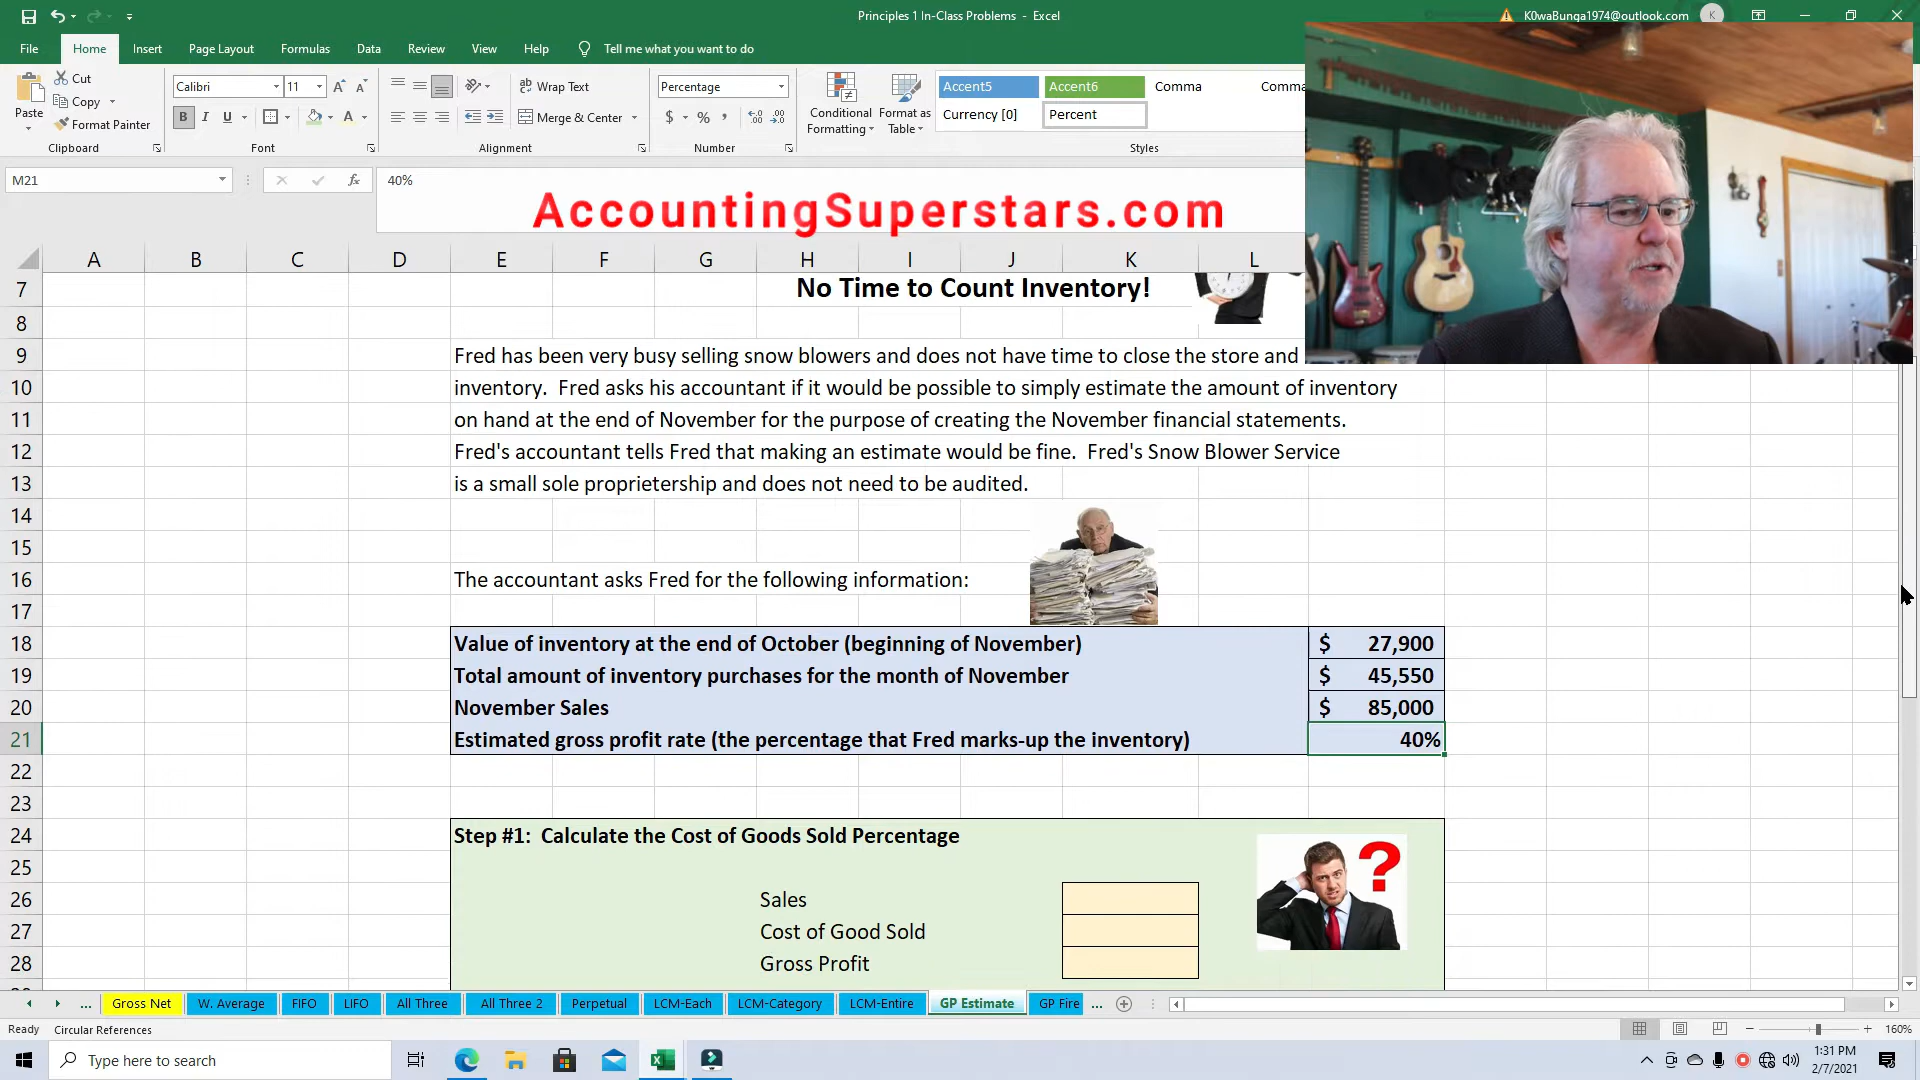 Principles 1 In-Class Problems - Excel
K0waBunga1974@outlook.com
K
File Home Insert Page Layout Formulas Data Review View Help Tell me what you want to do
Paste
Cut
Copy
Format Painter
Clipboard
Calibri 11
B I U
Font
Wrap Text
Merge & Center
Alignment
Percentage
$ % ,
Number
Conditional Formatting
Format as Table
Accent5 Accent6 Comma
Currency [0] Percent
Styles
M21
fx
40%
AccountingSuperstars.com
A B C D E F G H I J K L
7 No Time to Count Inventory!
8
9 Fred has been very busy selling snow blowers and does not have time to close the store and
10 inventory. Fred asks his accountant if it would be possible to simply estimate the amount of inventory
11 on hand at the end of November for the purpose of creating the November financial statements.
12 Fred's accountant tells Fred that making an estimate would be fine. Fred's Snow Blower Service
13 is a small sole proprietership and does not need to be audited.
14
15
16 The accountant asks Fred for the following information:
17
18 Value of inventory at the end of October (beginning of November) $ 27,900
19 Total amount of inventory purchases for the month of November $ 45,550
20 November Sales $ 85,000
21 Estimated gross profit rate (the percentage that Fred marks-up the inventory) 40%
22
23
24 Step #1: Calculate the Cost of Goods Sold Percentage
25
?
26 Sales
27 Cost of Good Sold
28 Gross Profit
... Gross Net W. Average FIFO LIFO All Three All Three 2 Perpetual LCM-Each LCM-Category LCM-Entire GP Estimate GP Fire ...
Ready Circular References
160%
Type here to search
1:31 PM
2/7/2021